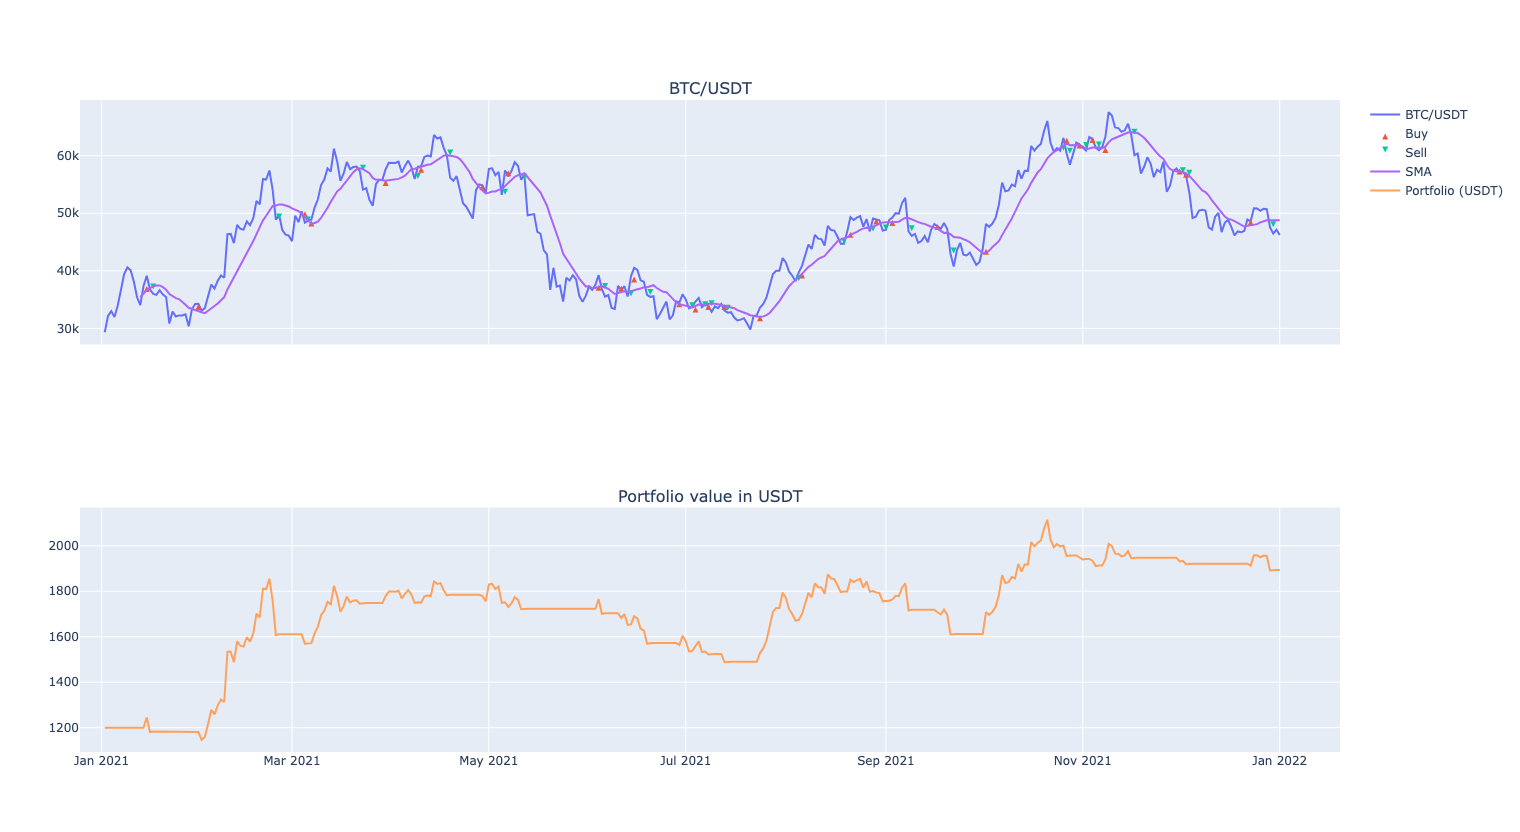 BTC/USDT
60k
50k
40k
30k
BTC/USDT
Buy
Sell
SMA
Portfolio (USDT)
Portfolio value in USDT
2000
1800
1600
1400
1200
Jan 2021
Mar 2021
May 2021
Jul 2021
Sep 2021
Nov 2021
Jan 2022